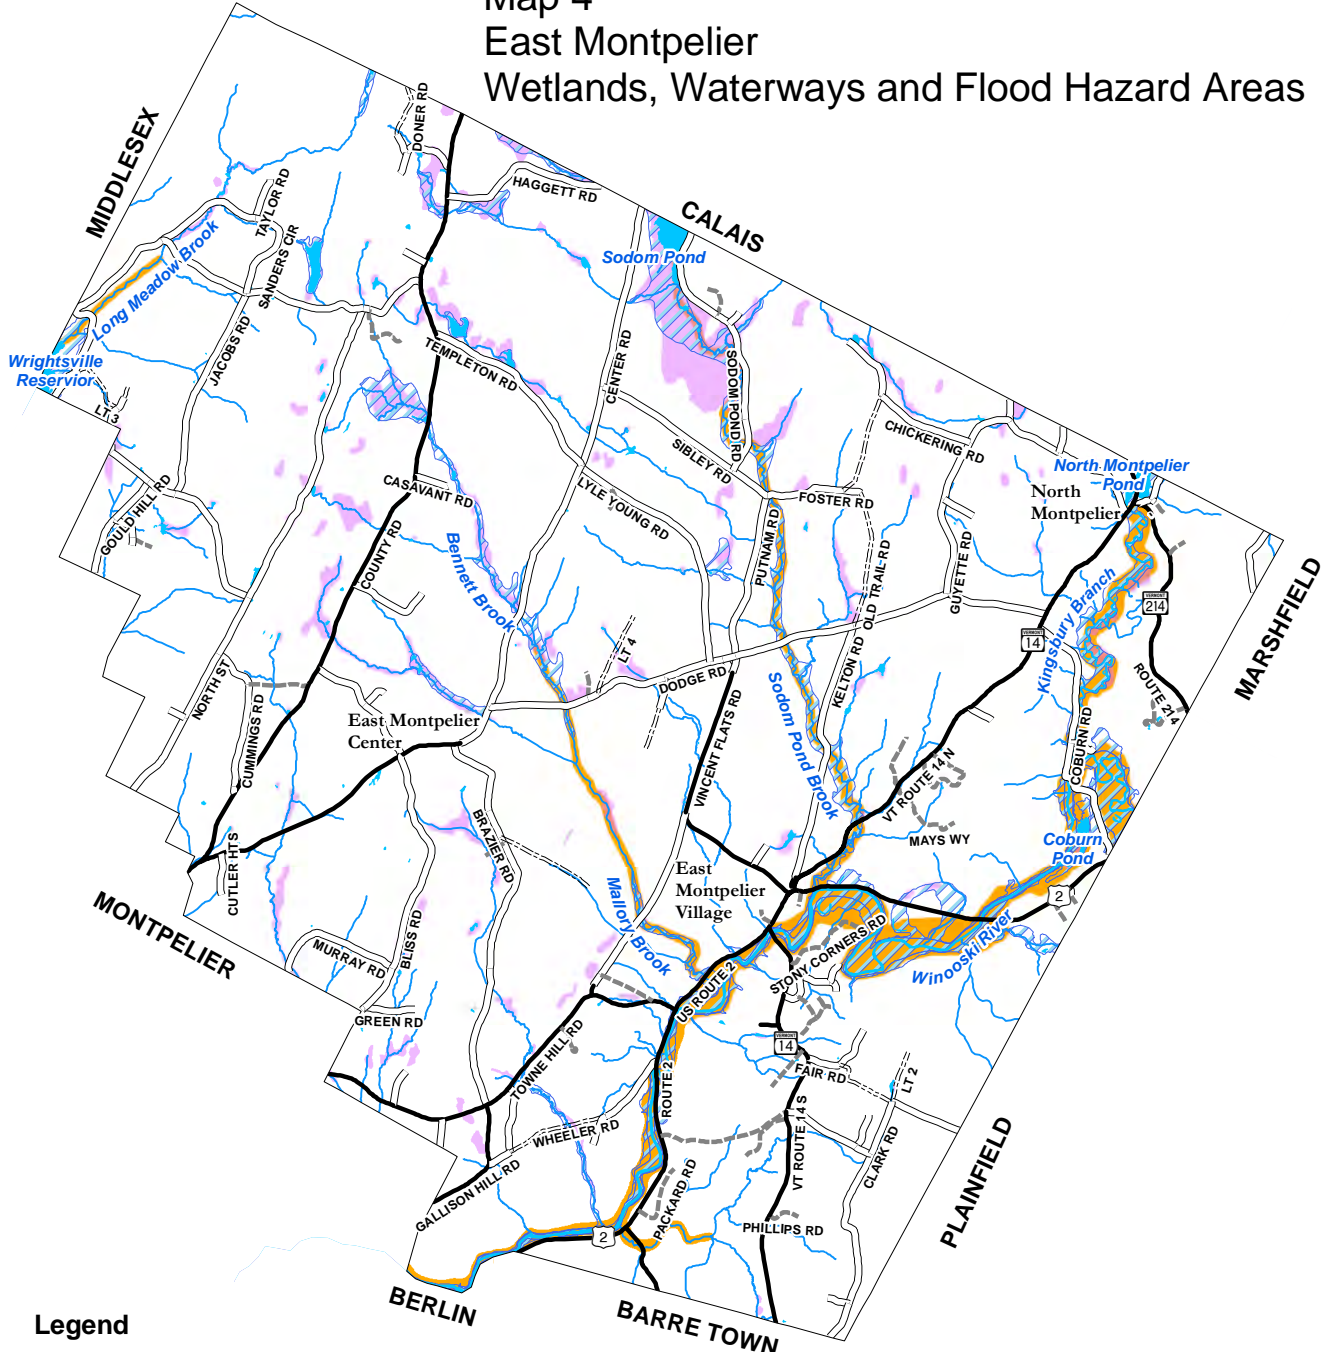 Map 4
East Montpelier
Wetlands, Waterways and Flood Hazard Areas
MIDDLESEX
DONER RD
HAGGETT RD
CALAIS
TAYLOR RD
SANDERS CIR
Long Meadow Brook
Sodom Pond
Wrightsville
Reservior
JACOBS RD
LT 3
TEMPLETON RD
CENTER RD
SODOM POND RD
SIBLEY RD
CHICKERING RD
North Montpelier
Pond
North
Montpelier
CASAVANT RD
LYLE YOUNG RD
FOSTER RD
GOULD HILL RD
COUNTY RD
Bennett Brook
PUTNAM RD
OLD TRAIL RD
GUYETTE RD
Kingsbury Branch
VERMONT
214
VERMONT
14
MARSHFIELD
LT 4
DODGE RD
KELTON RD
ROUTE 214
NORTH ST
CUMMINGS RD
East Montpelier
Center
VINCENT FLATS RD
Sodom Pond Brook
COBURN RD
VT ROUTE 14 N
BRAZIER RD
MAYS WY
Coburn
Pond
CUTLER HTS
East
Montpelier
Village
2
MONTPELIER
Mallory Brook
MURRAY RD
BLISS RD
STONY CORNERS RD
Winooski River
US ROUTE 2
GREEN RD
TOWNE HILL RD
VERMONT
14
FAIR RD
LT 2
ROUTE 2
WHEELER RD
VT ROUTE 14 S
CLARK RD
GALLISON HILL RD
PACKARD RD
PHILLIPS RD
PLAINFIELD
2
BERLIN
BARRE TOWN
Legend